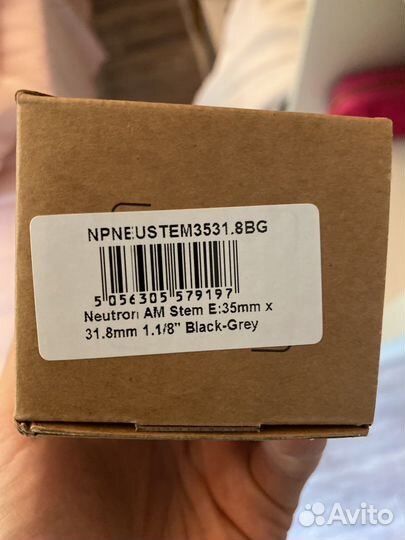 NPNEUSTEM3531.8BG
5 056305 579197
Neutron AM Stem E:35mm x
31.8mm 1.1/8" Black-Grey
Avito